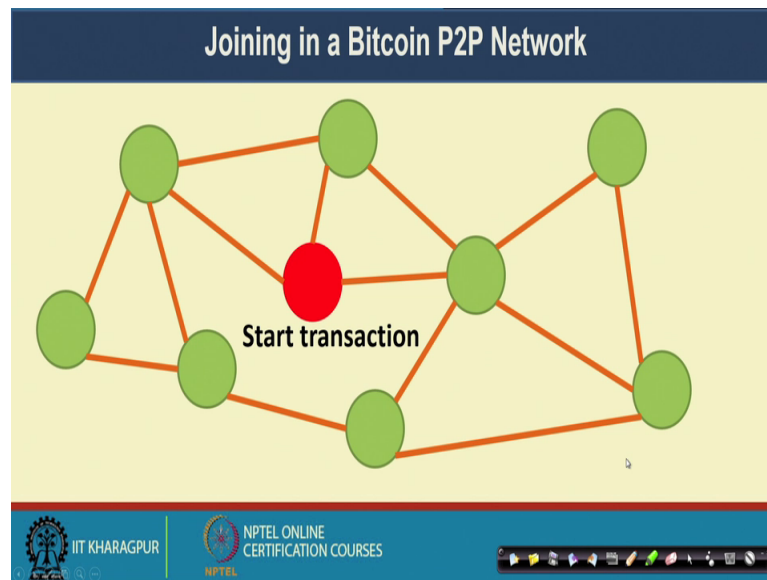 Joining in a Bitcoin P2P Network
Start transaction
IIT KHARAGPUR
NPTEL
NPTEL ONLINE
CERTIFICATION COURSES